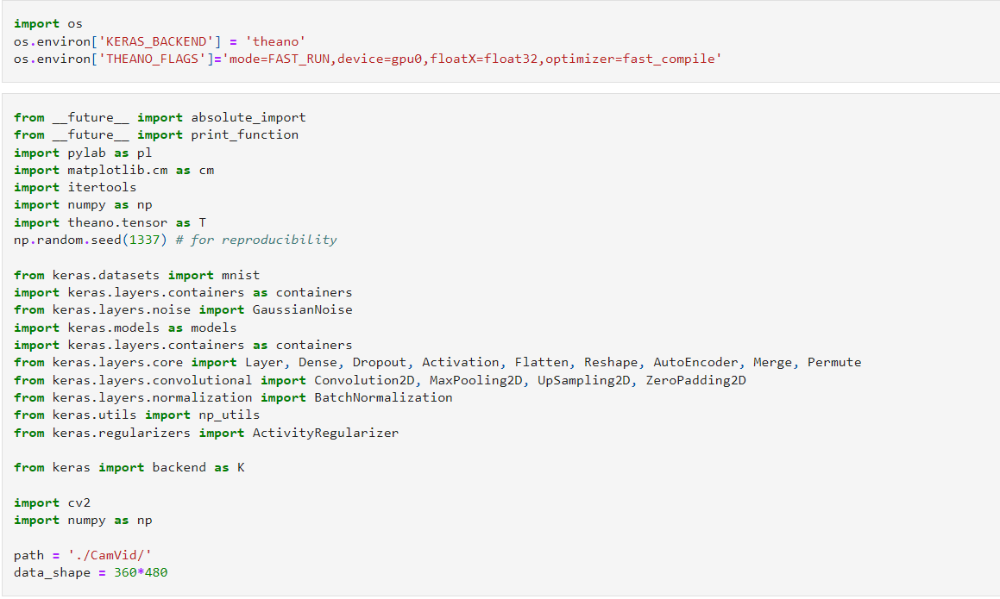 import os
os.environ['KERAS_BACKEND'] = 'theano'
os.environ['THEANO_FLAGS']='mode=FAST_RUN,device=gpu0,floatX=float32,optimizer=fast_compile'
from __future__ import absolute_import
from __future__ import print_function
import pylab as pl
import matplotlib.cm as cm
import itertools
import numpy as np
import theano.tensor as T
np.random.seed(1337) # for reproducibility
from keras.datasets import mnist
import keras.layers.containers as containers
from keras.layers.noise import GaussianNoise
import keras.models as models
import keras.layers.containers as containers
from keras.layers.core import Layer, Dense, Dropout, Activation, Flatten, Reshape, AutoEncoder, Merge, Permute
from keras.layers.convolutional import Convolution2D, MaxPooling2D, UpSampling2D, ZeroPadding2D
from keras.layers.normalization import BatchNormalization
from keras.utils import np_utils
from keras.regularizers import ActivityRegularizer
from keras import backend as K
import cv2
import numpy as np
path = './CamVid/'
data_shape = 360*480